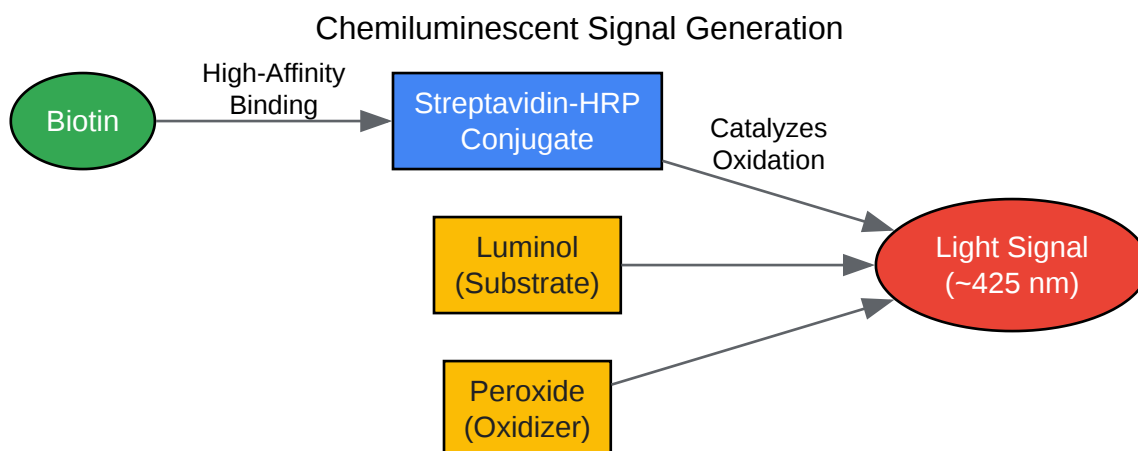 Chemiluminescent Signal Generation
High-Affinity
Binding
Biotin
Streptavidin-HRP
Conjugate
Catalyzes
Oxidation
Luminol
(Substrate)
Light Signal
(~425 nm)
Peroxide
(Oxidizer)